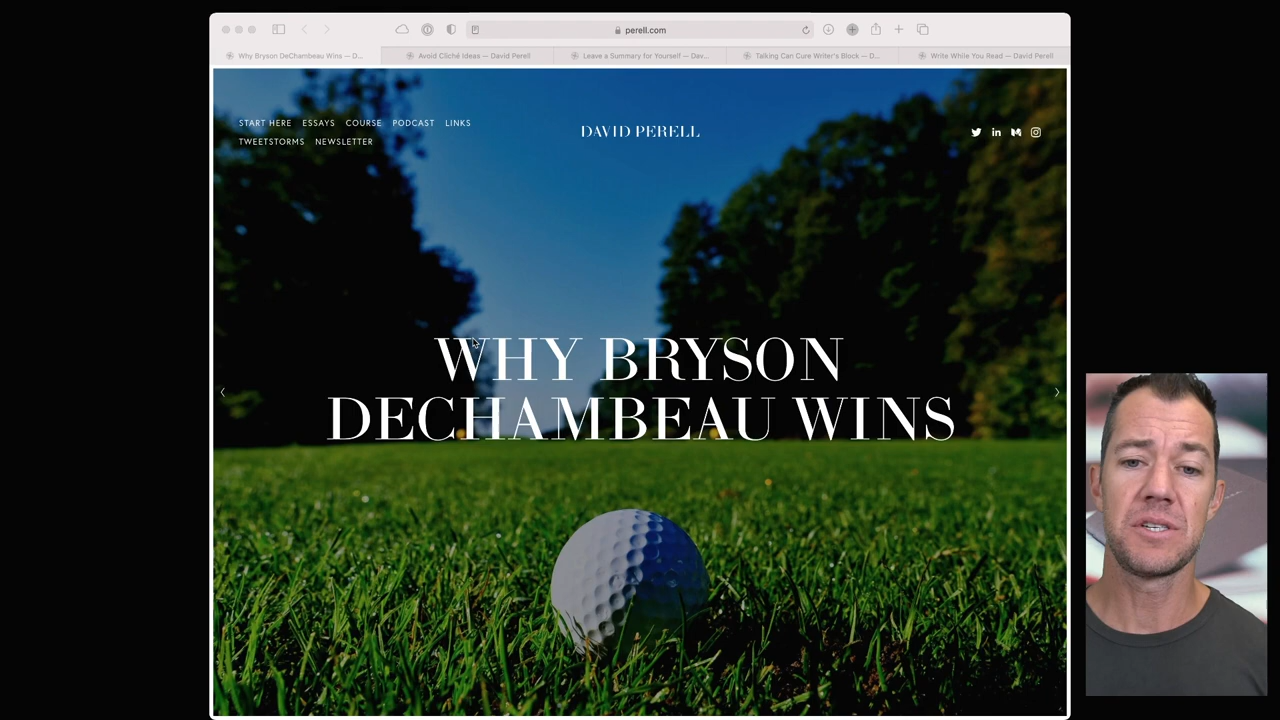 perell.com
Why Bryson DeChambeau Wins — D...
Avoid Cliché Ideas — David Perell
Leave a Summary for Yourself — Dav...
Talking Can Cure Writer's Block — D...
Write While You Read — David Perell
START HERE ESSAYS COURSE PODCAST LINKS
TWEETSTORMS NEWSLETTER
DAVID PERELL
WHY BRYSON
DECHAMBEAU WINS